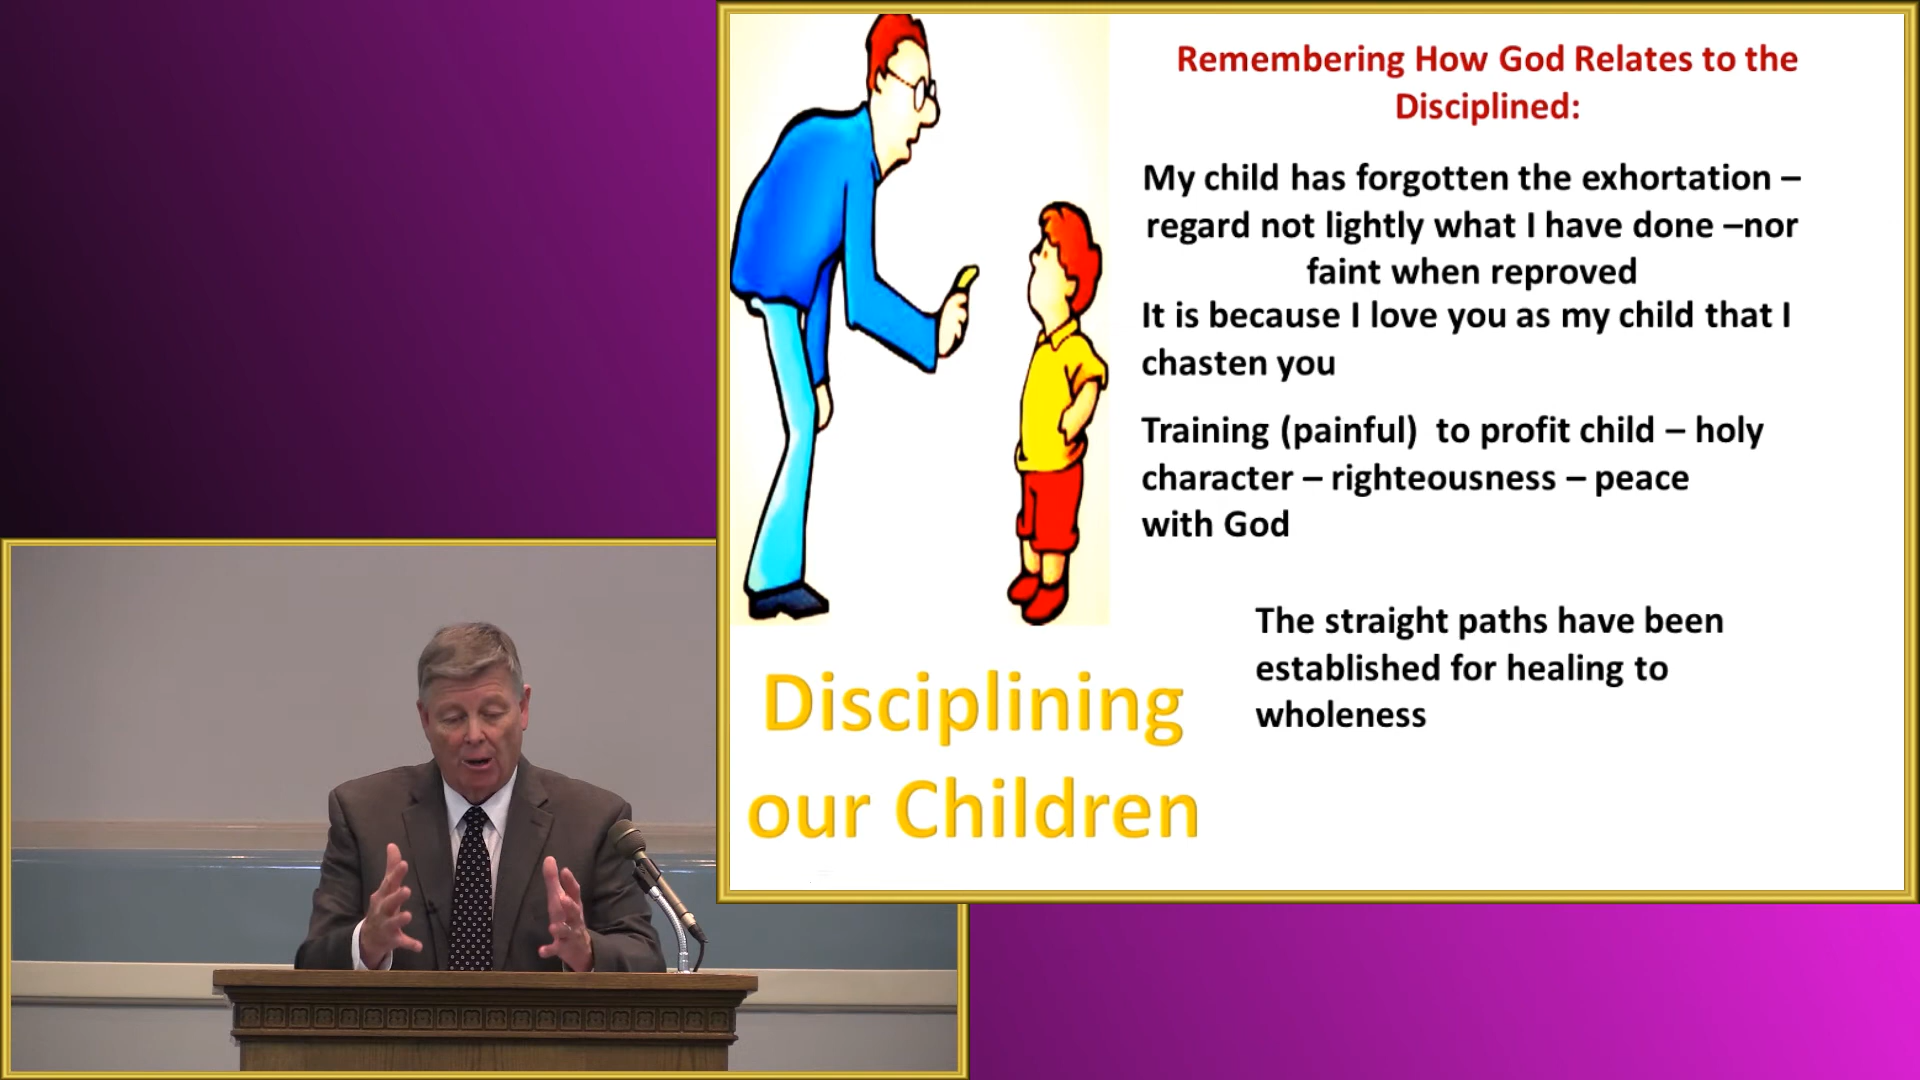 Remembering How God Relates to the
Disciplined:
My child has forgotten the exhortation –
regard not lightly what I have done –nor
faint when reproved
It is because I love you as my child that I
chasten you
Training (painful)  to profit child – holy
character – righteousness – peace
with God
The straight paths have been
established for healing to
wholeness
Disciplining
our Children